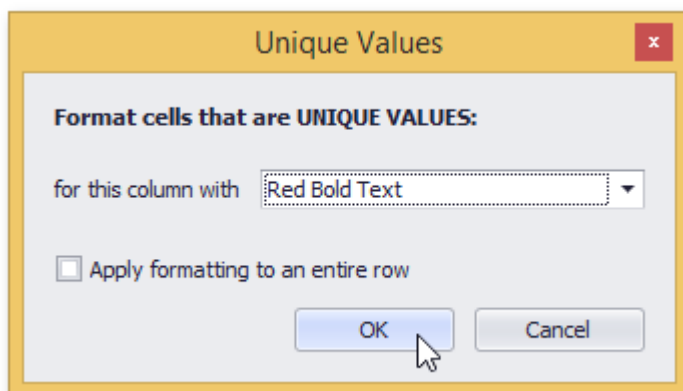 Unique Values
x
Format cells that are UNIQUE VALUES:
for this column with Red Bold Text
Apply formatting to an entire row
OK Cancel